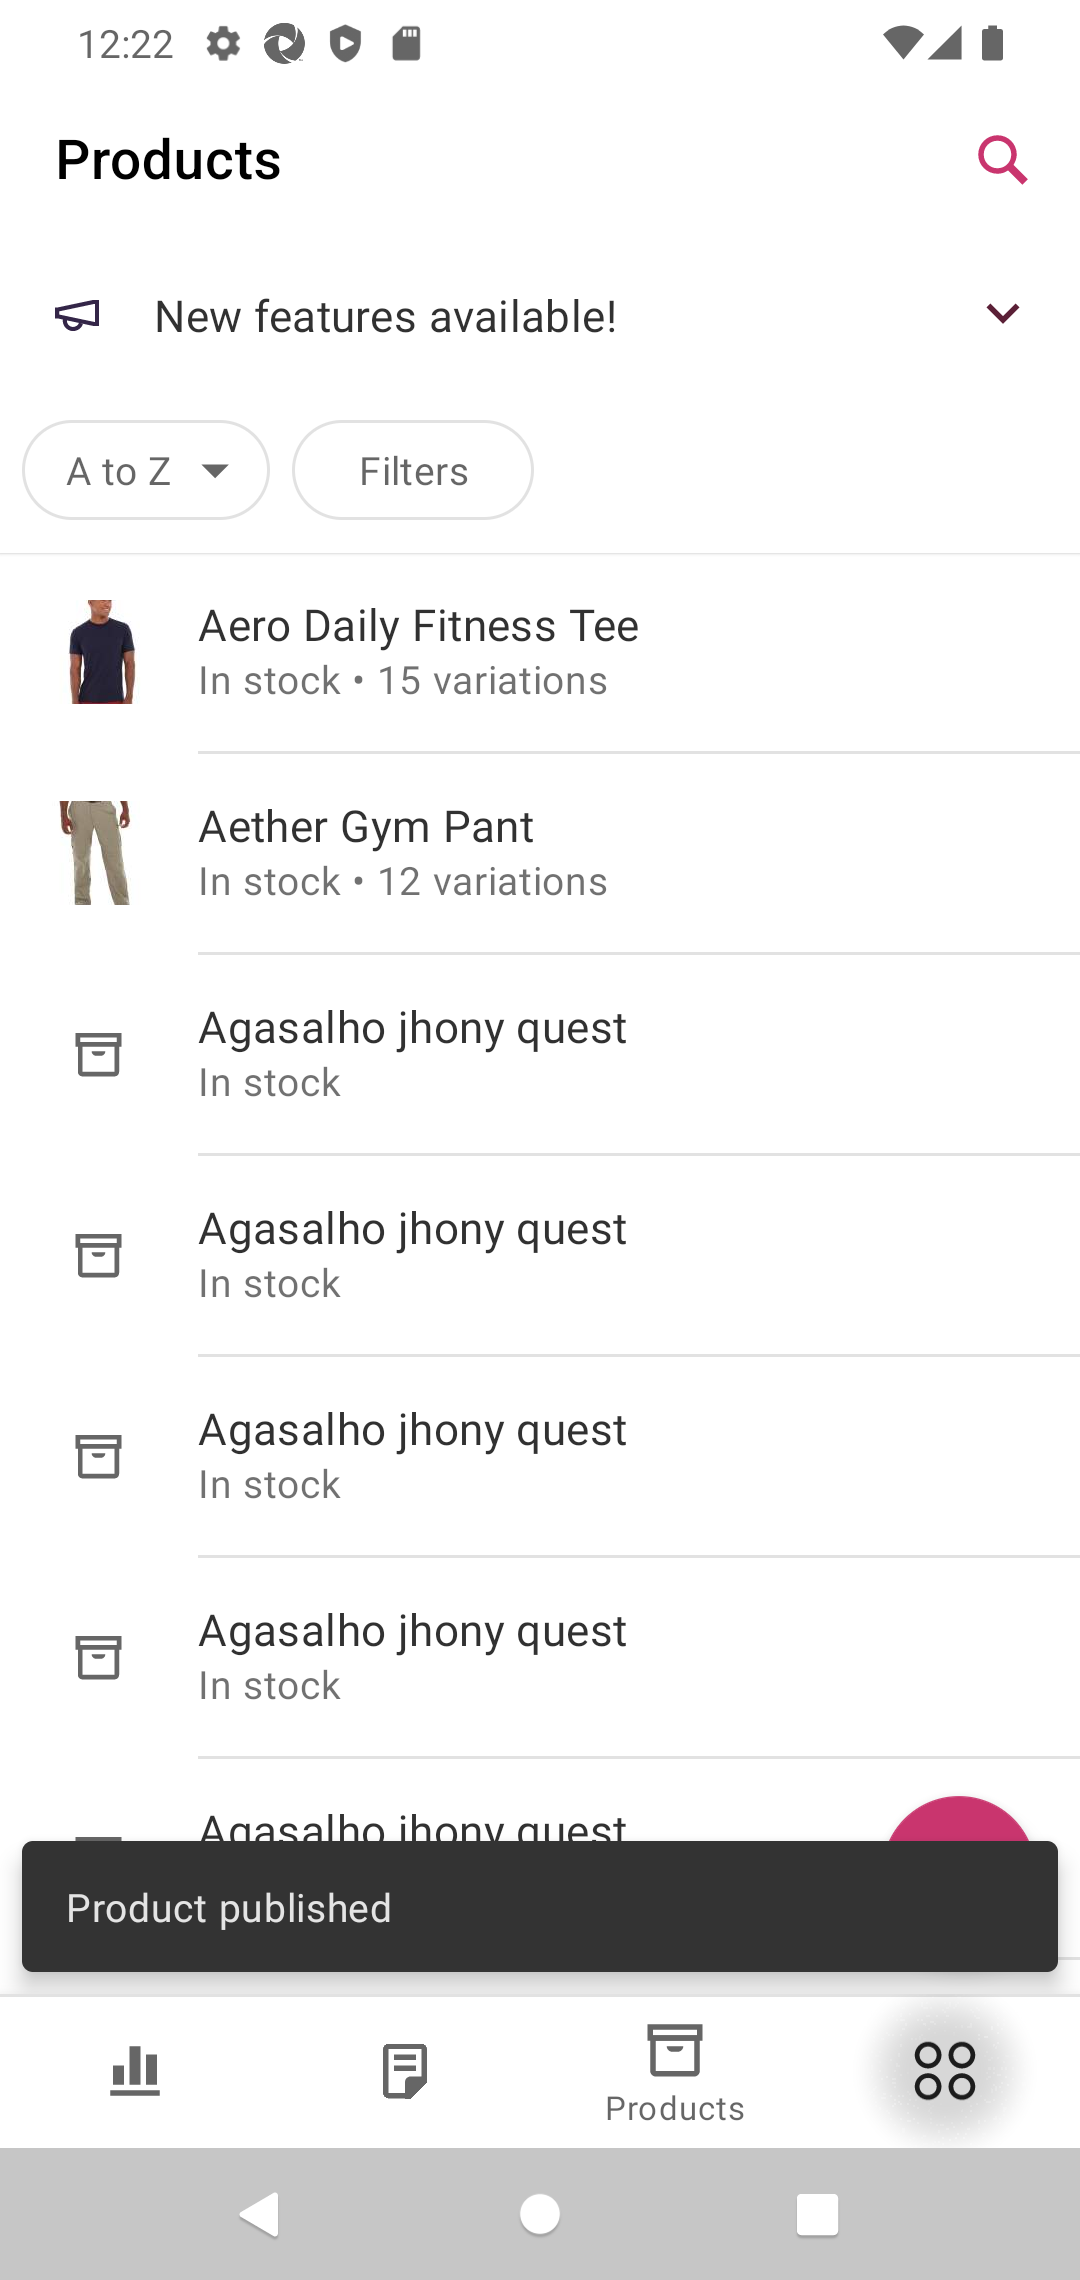 12:22
Products
New features available!
A to Z
Filters
Aero Daily Fitness Tee
In stock • 15 variations
Aether Gym Pant
In stock • 12 variations
Agasalho jhony quest
In stock
Agasalho jhony quest
In stock
Agasalho jhony quest
In stock
Agasalho jhony quest
In stock
Agasalho jhony quest
Product published
Products